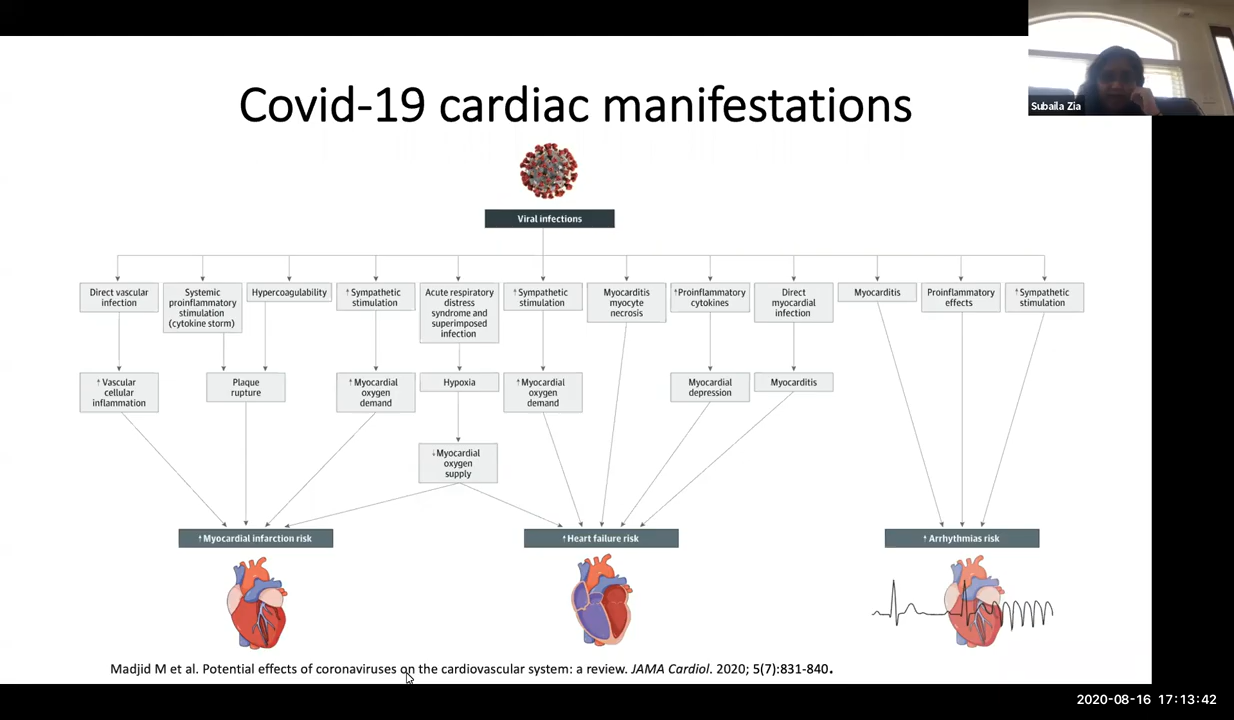 Covid-19 cardiac manifestations
Subaila Zia
Viral infections
Direct vascular
infection
Systemic
proinflammatory
stimulation
(cytokine storm)
Hypercoagulability
↑Sympathetic
stimulation
Acute respiratory
distress
syndrome and
superimposed
infection
↑Sympathetic
stimulation
Myocarditis
myocyte
necrosis
↑Proinflammatory
cytokines
Direct
myocardial
infection
Myocarditis
Proinflammatory
effects
↑Sympathetic
stimulation
↑Vascular
cellular
inflammation
Plaque
rupture
↑Myocardial
oxygen
demand
Hypoxia
↑Myocardial
oxygen
demand
Myocardial
depression
Myocarditis
↓Myocardial
oxygen
supply
↑Myocardial infarction risk
↑Heart failure risk
↑Arrhythmias risk
Madjid M et al. Potential effects of coronaviruses on the cardiovascular system: a review. JAMA Cardiol. 2020; 5(7):831-840.
2020-08-16 17:13:42